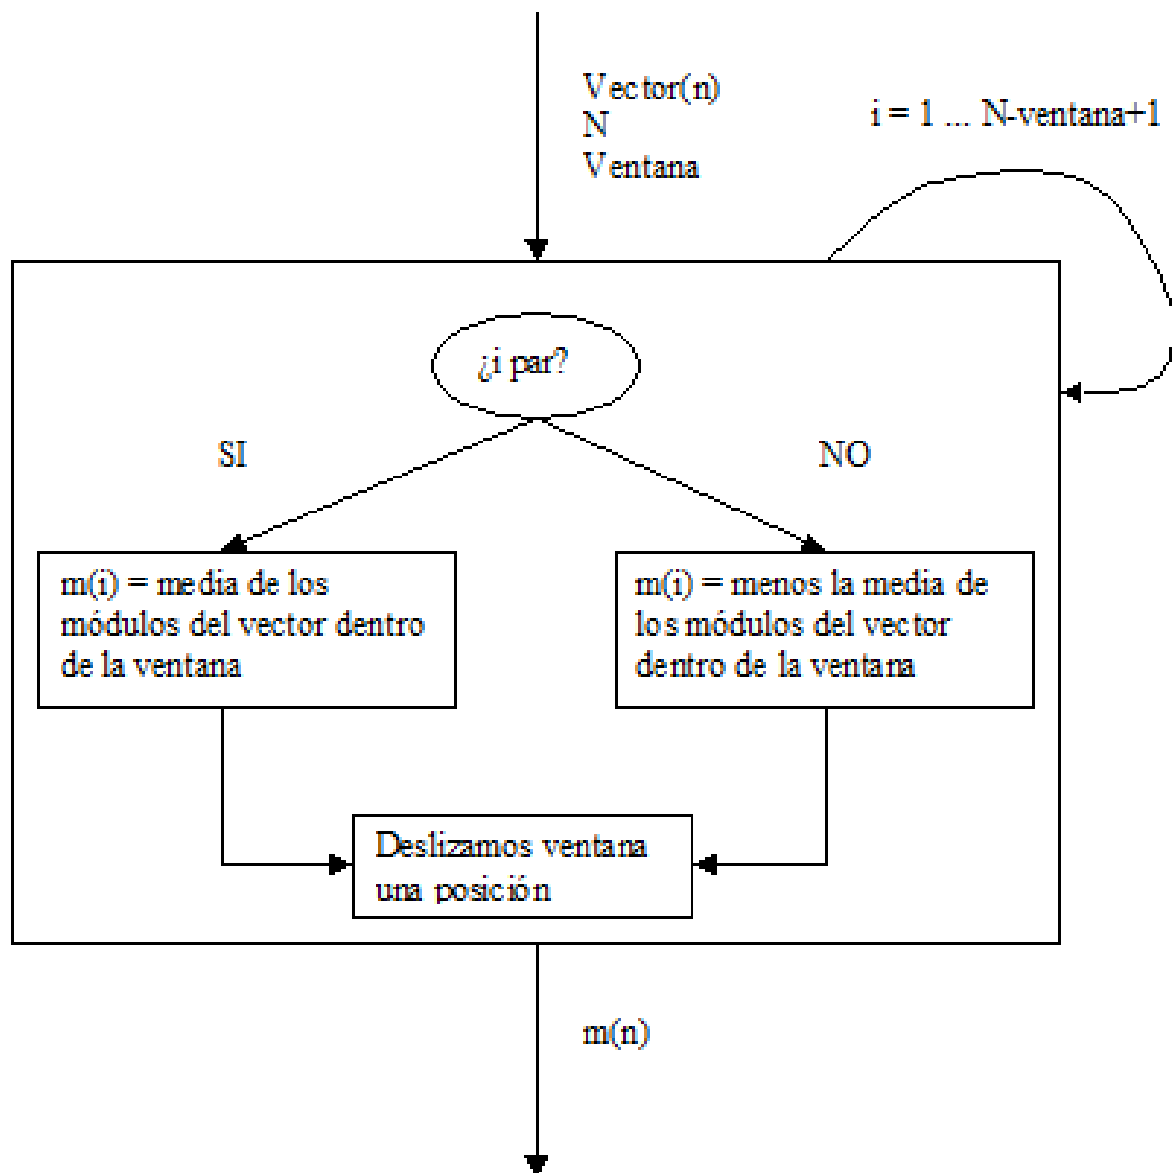 Vector(n)
N
Ventana
i = 1 ... N-ventana+1
¿i par?
SI
NO
m(i) = media de los
módulos del vector dentro
de la ventana
m(i) = menos la media de
los módulos del vector
dentro de la ventana
Deslizamos ventana
una posición
m(n)